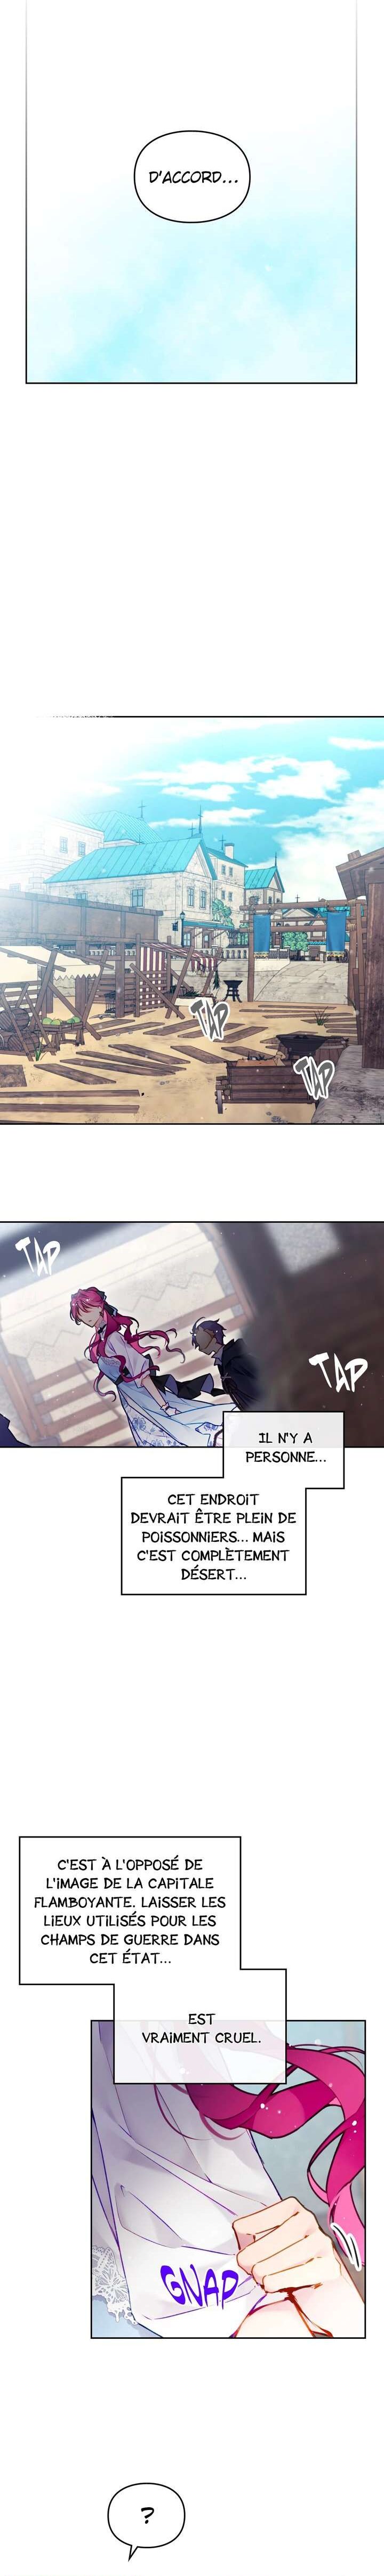 D'ACCORD...
TAP
TAP
TAP
TAP
IL N'Y A
PERSONNE...
CET ENDROIT
DEVRAIT ÊTRE PLEIN DE
POISSONNIERS... MAIS
C'EST COMPLÈTEMENT
DÉSERT...
C'EST À L'OPPOSÉ DE
L'IMAGE DE LA CAPITALE
FLAMBOYANTE. LAISSER LES
LIEUX UTILISÉS POUR LES
CHAMPS DE GUERRE DANS
CET ÉTAT...
EST
VRAIMENT CRUEL.
GNAP
?